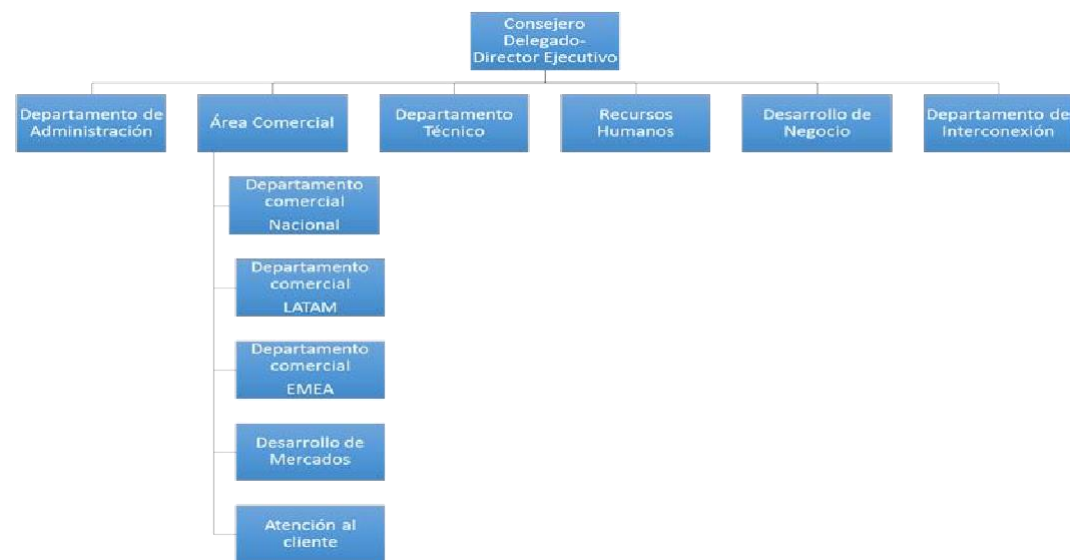 Consejero
Delegado-
Director Ejecutivo
Departamento de
Administración
Área Comercial
Departamento
Técnico
Recursos
Humanos
Desarrollo de
Negocio
Departamento de
Interconexión
Departamento
comercial
Nacional
Departamento
comercial
LATAM
Departamento
comercial
EMEA
Desarrollo de
Mercados
Atención al
cliente